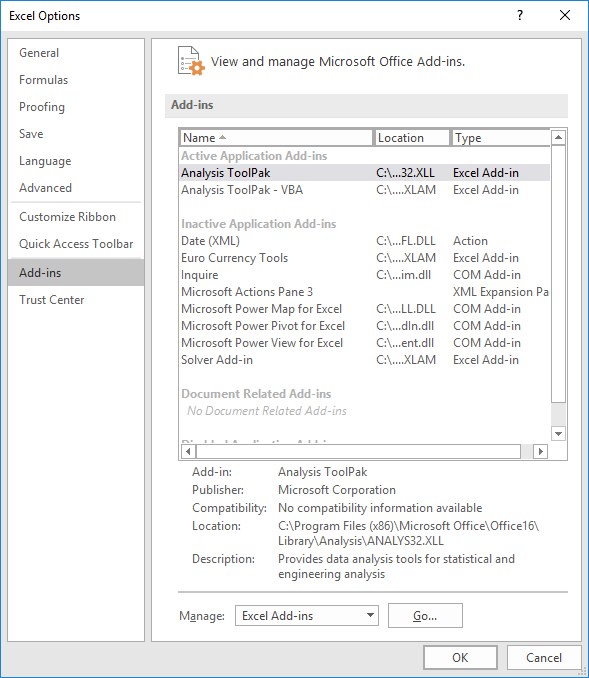 Excel Options
?
General
Formulas
Proofing
Save
Language
Advanced
Customize Ribbon
Quick Access Toolbar
Add-ins
Trust Center
View and manage Microsoft Office Add-ins.
Add-ins
Name Location Type
Active Application Add-ins
Analysis ToolPak C:\...32.XLL Excel Add-in
Analysis ToolPak - VBA C:\...XLAM Excel Add-in
Inactive Application Add-ins
Date (XML) C:\...FL.DLL Action
Euro Currency Tools C:\...XLAM Excel Add-in
Inquire C:\...im.dll COM Add-in
Microsoft Actions Pane 3 XML Expansion Pa
Microsoft Power Map for Excel C:\...LL.DLL COM Add-in
Microsoft Power Pivot for Excel C:\...dln.dll COM Add-in
Microsoft Power View for Excel C:\...ent.dll COM Add-in
Solver Add-in C:\...XLAM Excel Add-in
Document Related Add-ins
No Document Related Add-ins
Add-in: Analysis ToolPak
Publisher: Microsoft Corporation
Compatibility: No compatibility information available
Location: C:\Program Files (x86)\Microsoft Office\Office16\
Library\Analysis\ANALYS32.XLL
Description: Provides data analysis tools for statistical and
engineering analysis
Manage: Excel Add-ins Go...
OK Cancel